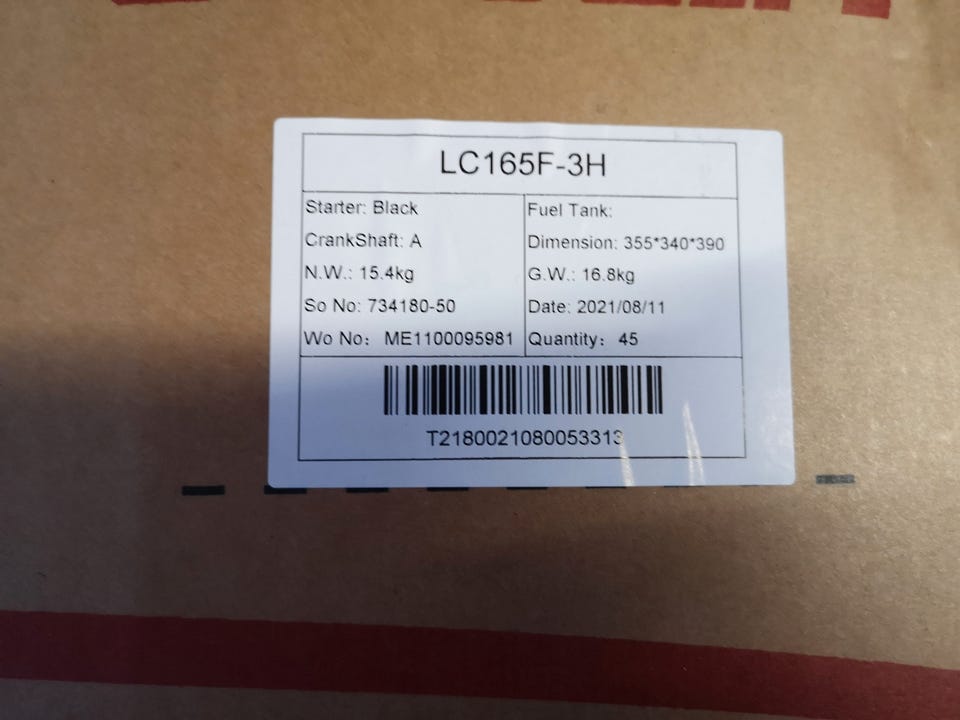 LC165F-3H
Starter: Black
Fuel Tank:
CrankShaft: A
Dimension: 355*340*390
N.W.: 15.4kg
G.W.: 16.8kg
So No: 734180-50
Date: 2021/08/11
Wo No: ME1100095981
Quantity: 45
T2180021080053313